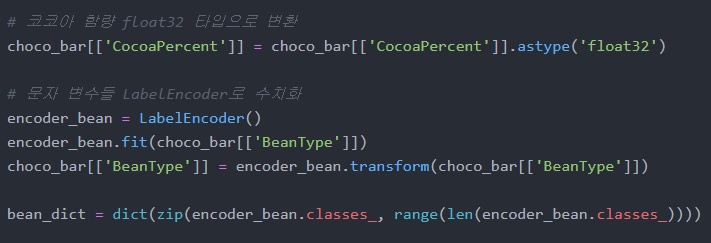 # 코코아 함량 float32 타입으로 변환
choco_bar[['CocoaPercent']] = choco_bar[['CocoaPercent']].astype('float32')
# 문자 변수들 LabelEncoder로 수치화
encoder_bean = LabelEncoder()
encoder_bean.fit(choco_bar[['BeanType']])
choco_bar[['BeanType']] = encoder_bean.transform(choco_bar[['BeanType']])
bean_dict = dict(zip(encoder_bean.classes_, range(len(encoder_bean.classes_))))